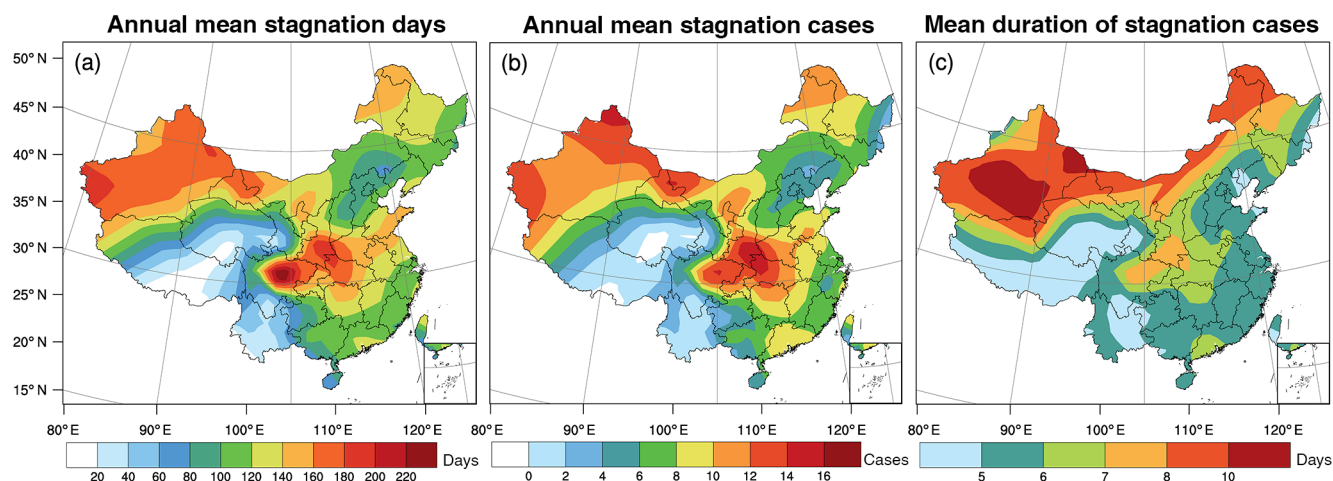 Annual mean stagnation days
Annual mean stagnation cases
Mean duration of stagnation cases
(a)
(b)
(c)
50° N
45° N
40° N
35° N
30° N
25° N
20° N
15° N
80° E 90° E 100° E 110° E 120° E
80° E 90° E 100° E 110° E 120° E
80° E 90° E 100° E 110° E 120° E
Days
20 40 60 80 100 120 140 160 180 200 220
Cases
0 2 4 6 8 10 12 14 16
Days
5 6 7 8 10